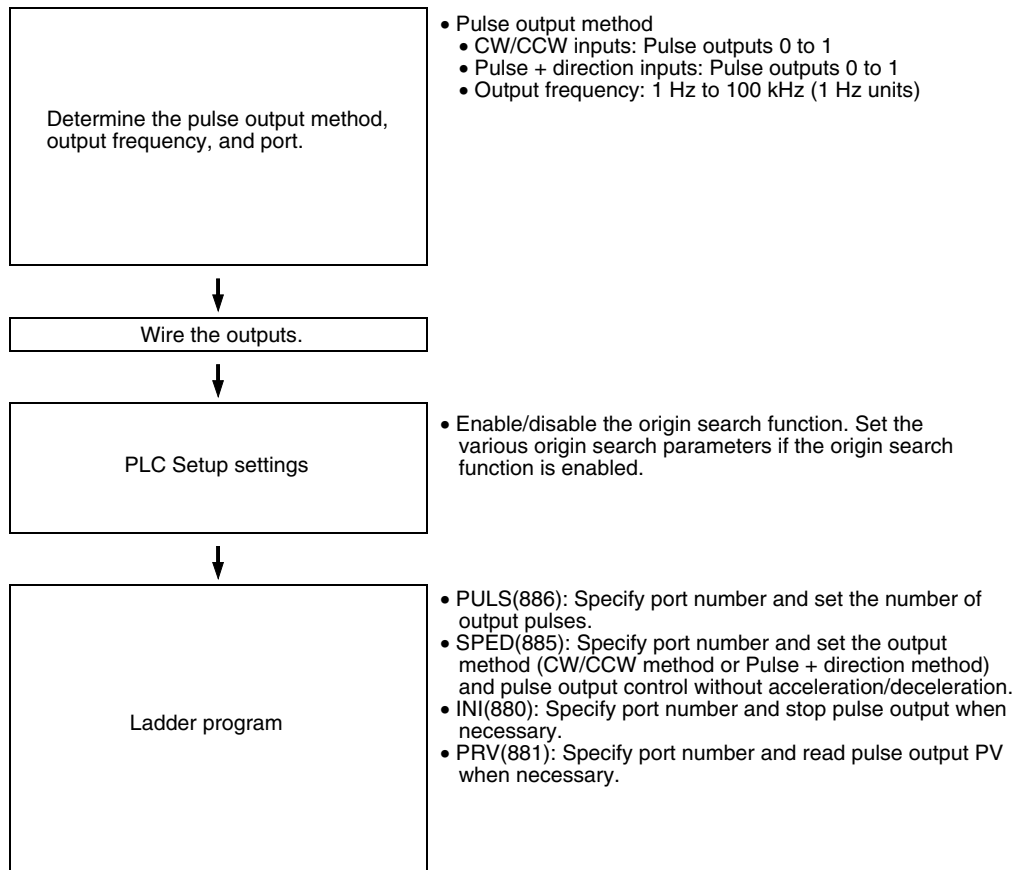 Determine the pulse output method,
output frequency, and port.
• Pulse output method
• CW/CCW inputs: Pulse outputs 0 to 1
• Pulse + direction inputs: Pulse outputs 0 to 1
• Output frequency: 1 Hz to 100 kHz (1 Hz units)
Wire the outputs.
PLC Setup settings
• Enable/disable the origin search function. Set the
various origin search parameters if the origin search
function is enabled.
Ladder program
• PULS(886): Specify port number and set the number of
output pulses.
• SPED(885): Specify port number and set the output
method (CW/CCW method or Pulse + direction method)
and pulse output control without acceleration/deceleration.
• INI(880): Specify port number and stop pulse output when
necessary.
• PRV(881): Specify port number and read pulse output PV
when necessary.